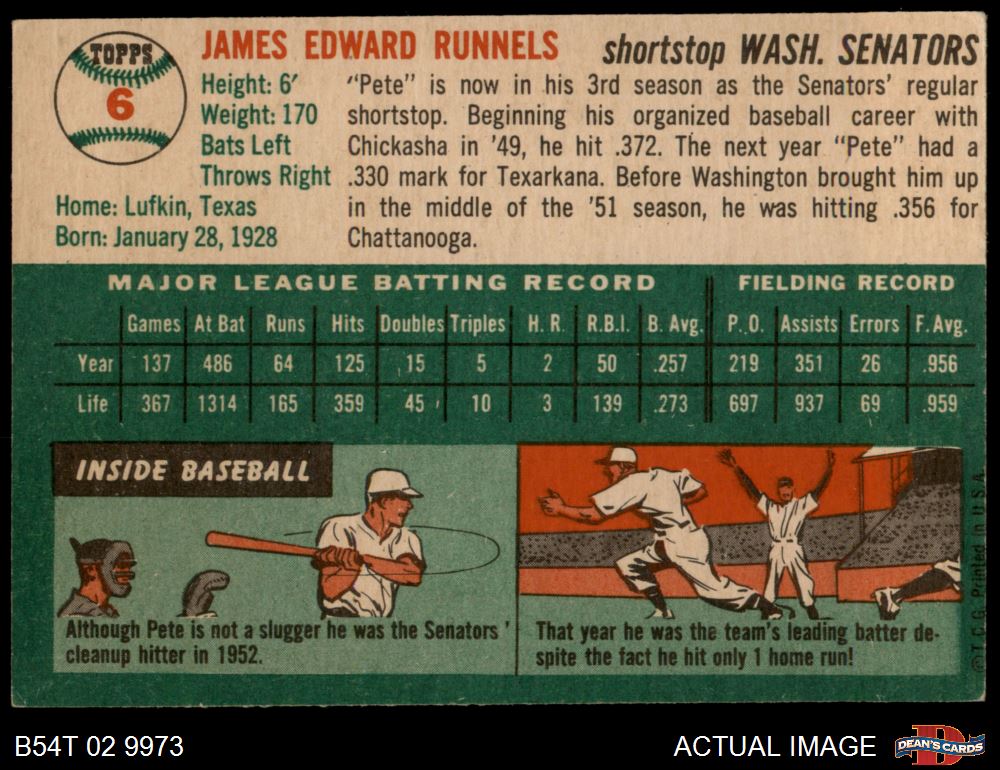 TOPPS
6
JAMES EDWARD RUNNELS
shortstop WASH. SENATORS
Height: 6'
Weight: 170
Bats Left
Throws Right
Home: Lufkin, Texas
Born: January 28, 1928
"Pete" is now in his 3rd season as the Senators' regular
shortstop. Beginning his organized baseball career with
Chickasha in '49, he hit .372. The next year "Pete" had a
.330 mark for Texarkana. Before Washington brought him up
in the middle of the '51 season, he was hitting .356 for
Chattanooga.
MAJOR LEAGUE BATTING RECORD FIELDING RECORD
Games At Bat Runs Hits Doubles Triples H. R. R.B.I. B. Avg. P. O. Assists Errors F. Avg.
Year 137 486 64 125 15 5 2 50 .257 219 351 26 .956
Life 367 1314 165 359 45 10 3 139 .273 697 937 69 .959
INSIDE BASEBALL
Although Pete is not a slugger he was the Senators'
cleanup hitter in 1952.
That year he was the team's leading batter de-
spite the fact he hit only 1 home run!
© T. C. G. Printed in U. S. A.
B54T 02 9973
ACTUAL IMAGE
D
DEAN'S CARDS